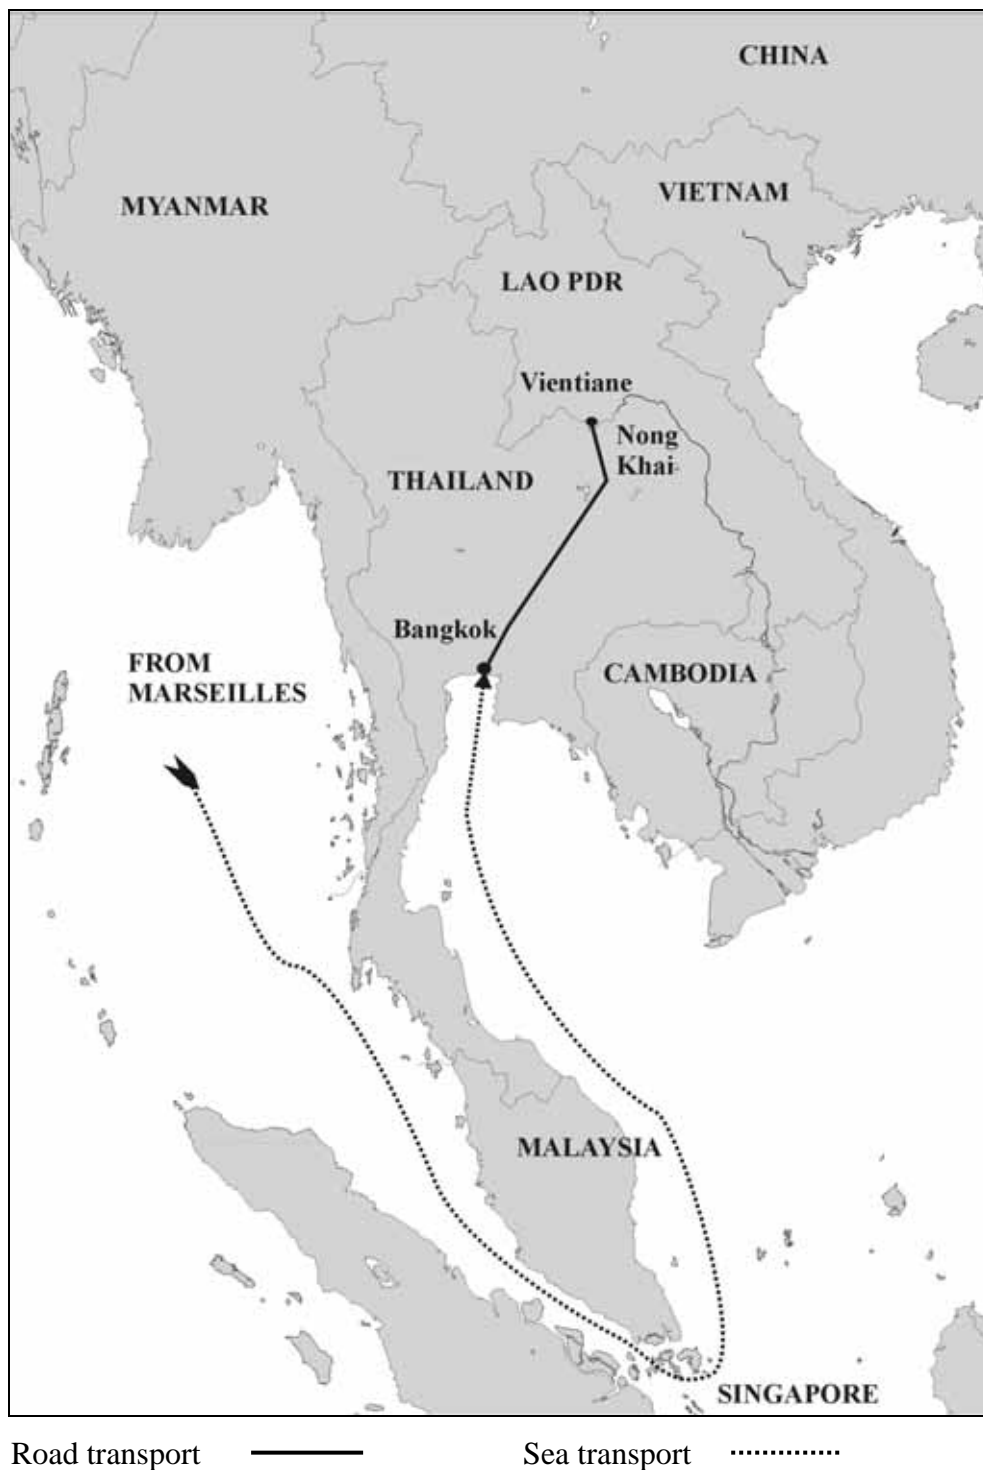 CHINA
VIETNAM
MYANMAR
LAO PDR
Vientiane
Nong
Khai
THAILAND
Bangkok
FROM
MARSEILLES
CAMBODIA
MALAYSIA
SINGAPORE
Road transport
Sea transport